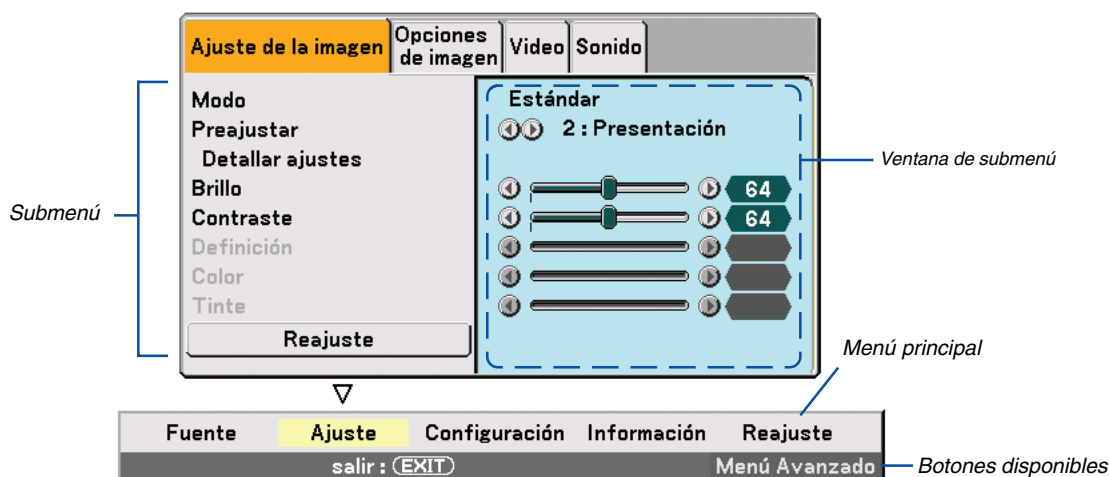 Ajuste de la imagen
Opciones
de imagen
Video
Sonido
Modo
Estándar
Preajustar
2 : Presentación
Detallar ajustes
Ventana de submenú
Brillo
64
Submenú
Contraste
64
Definición
Color
Tinte
Reajuste
Menú principal
Fuente
Ajuste
Configuración
Información
Reajuste
salir : (EXIT)
Menú Avanzado
Botones disponibles